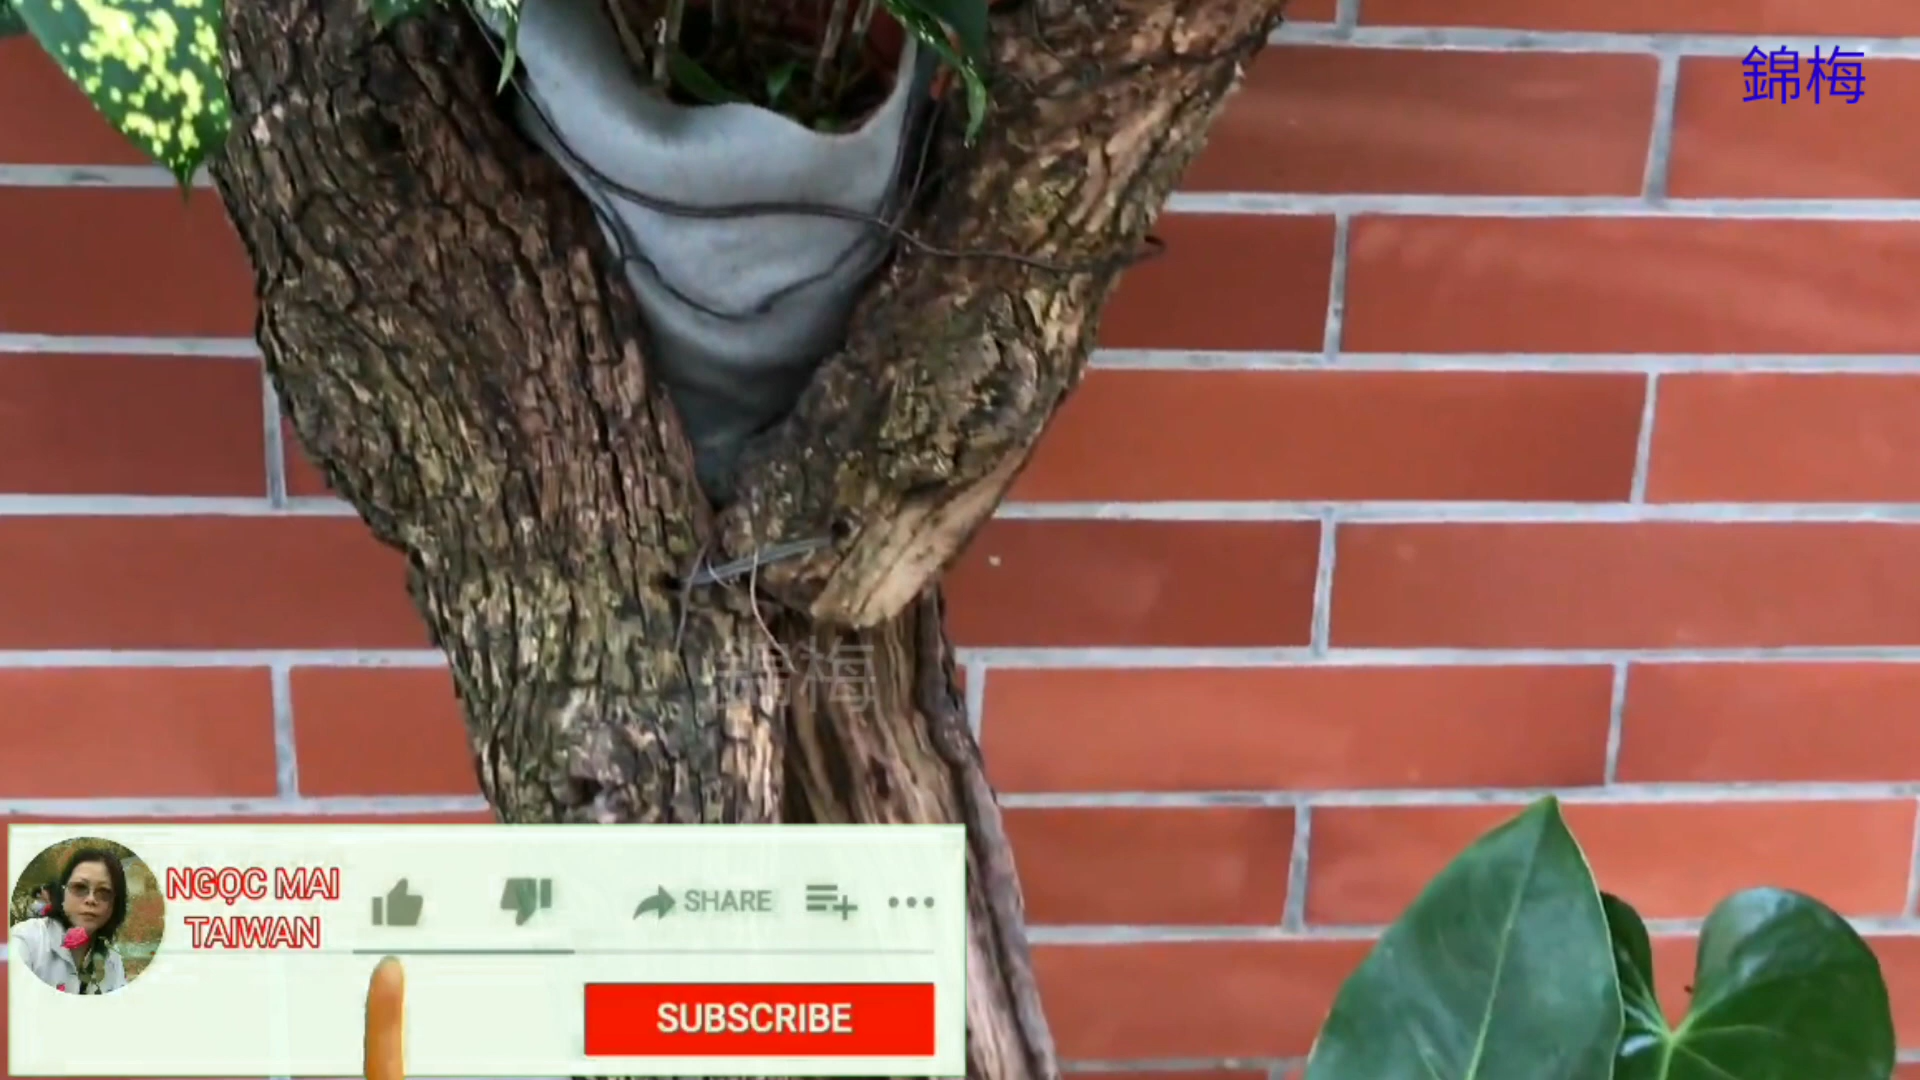 錦梅
錦梅
NGỌC MAI
TAIWAN
SHARE
SUBSCRIBE